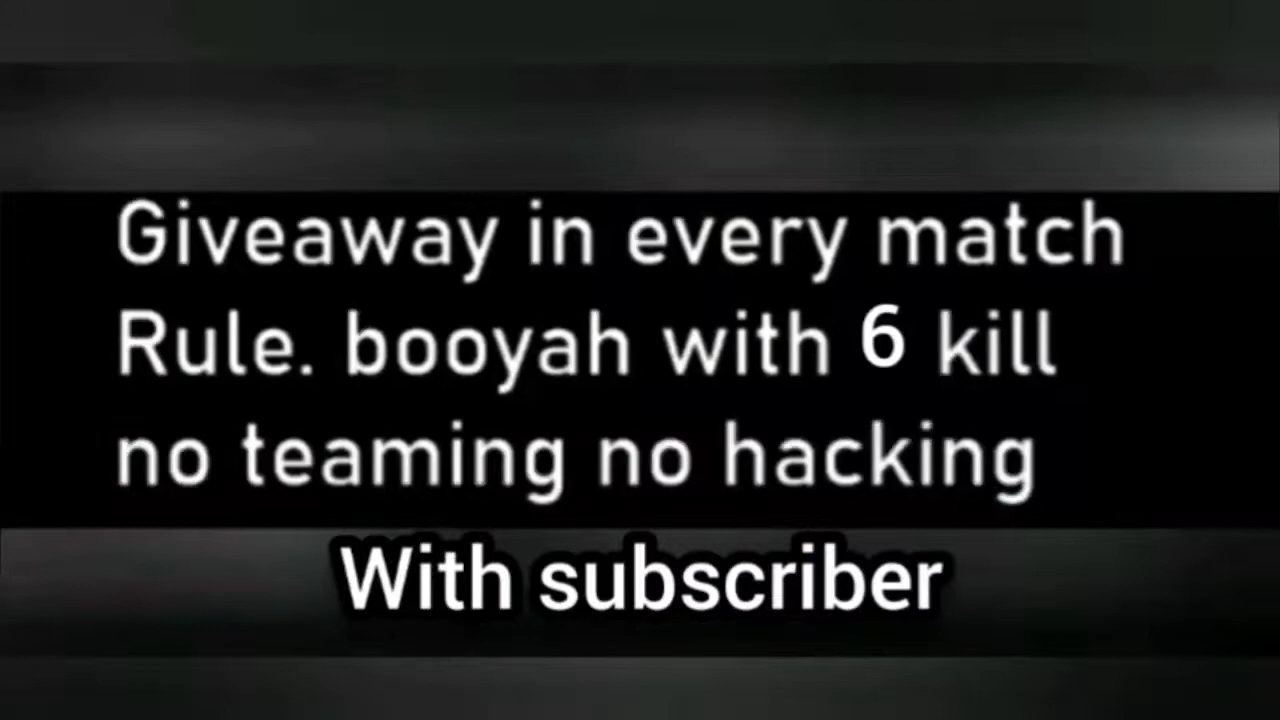 Giveaway in every match
Rule. booyah with 6 kill
no teaming no hacking
With subscriber